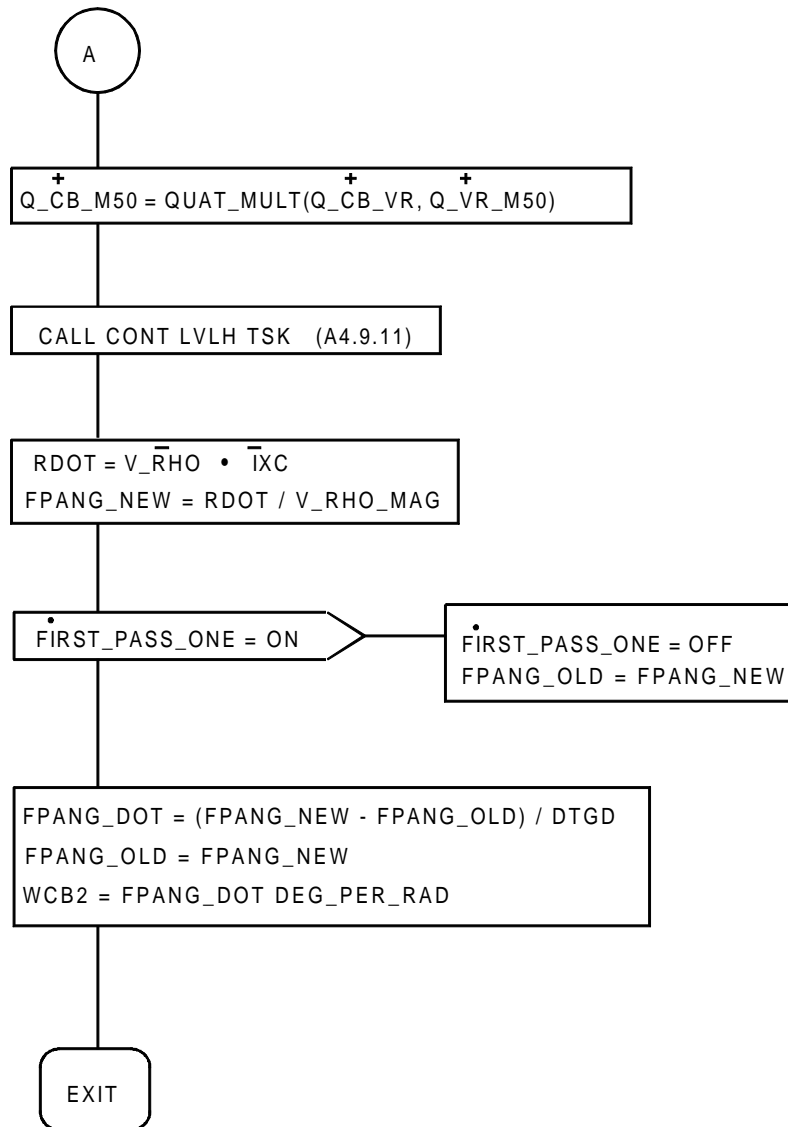 A
Q_CB_M50 = QUAT_MULT(Q_CB_VR, Q_VR_M50)
CALL CONT LVLH TSK (A4.9.11)
RDOT = V_RHO • IXC
FPANG_NEW = RDOT / V_RHO_MAG
FIRST_PASS_ONE = ON
FIRST_PASS_ONE = OFF
FPANG_OLD = FPANG_NEW
FPANG_DOT = (FPANG_NEW - FPANG_OLD) / DTGD
FPANG_OLD = FPANG_NEW
WCB2 = FPANG_DOT DEG_PER_RAD
EXIT